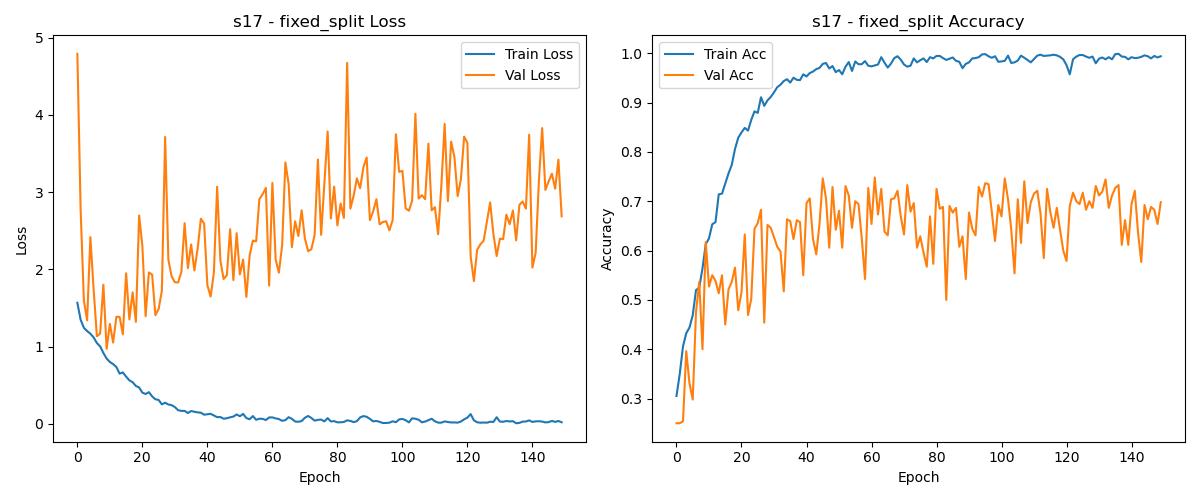 s17 - fixed_split Loss
Loss
5
4
3
2
1
0
Train Loss
Val Loss
0 20 40 60 80 100 120 140
Epoch
s17 - fixed_split Accuracy
Accuracy
1.0
0.9
0.8
0.7
0.6
0.5
0.4
0.3
Train Acc
Val Acc
0 20 40 60 80 100 120 140
Epoch